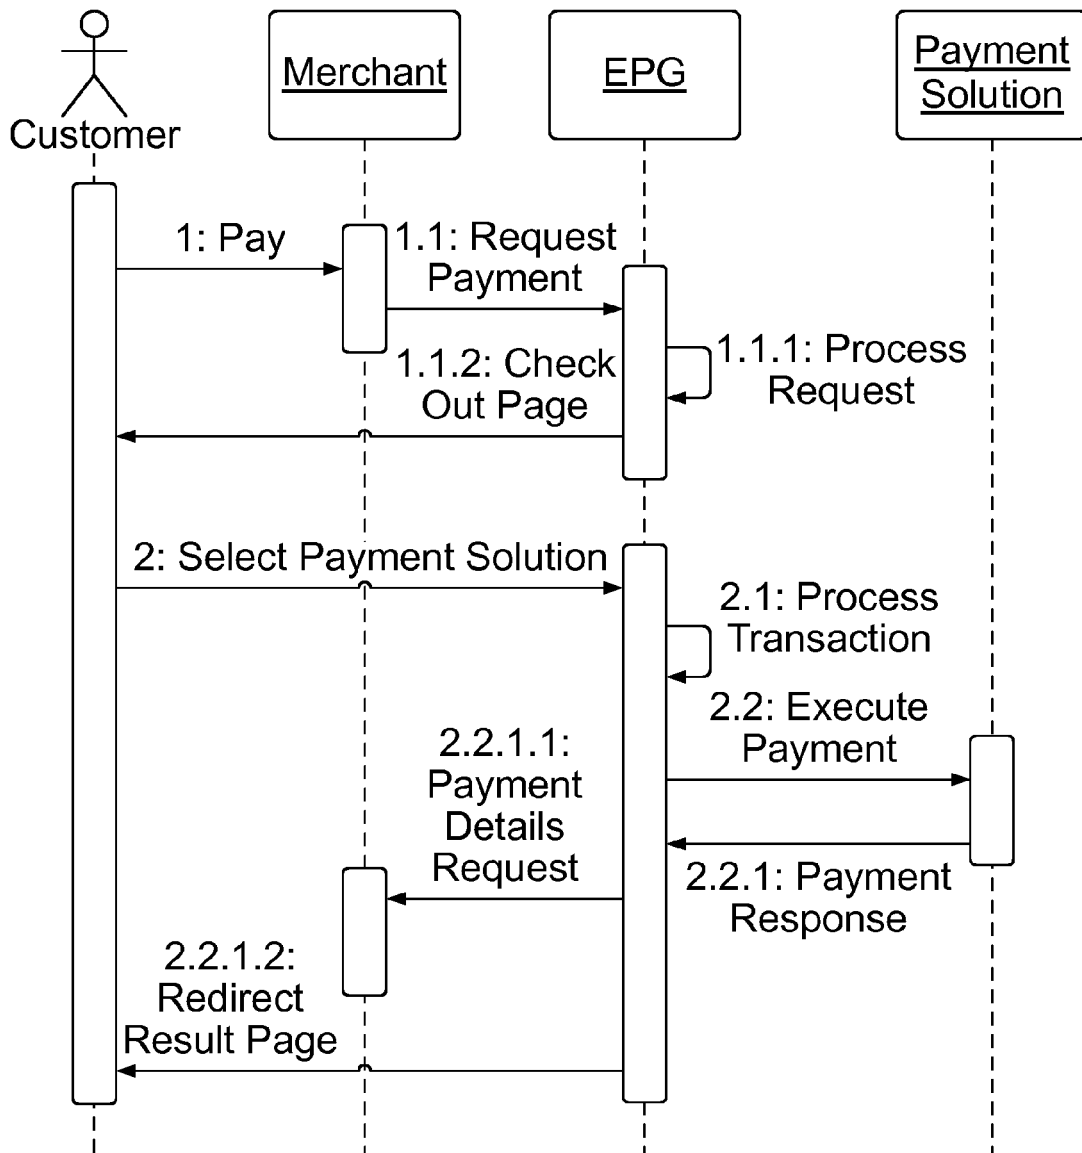 Customer
Merchant
EPG
Payment
Solution
1: Pay
1.1: Request
Payment
1.1.1: Process
Request
1.1.2: Check
Out Page
2: Select Payment Solution
2.1: Process
Transaction
2.2: Execute
Payment
2.2.1: Payment
Response
2.2.1.1:
Payment
Details
Request
2.2.1.2:
Redirect
Result Page